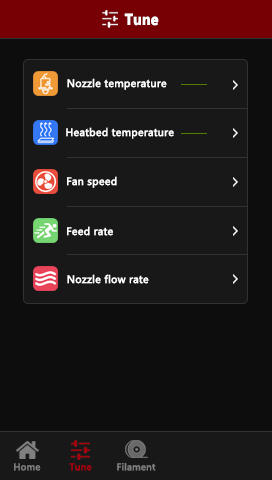 Tune
Nozzle temperature
Heatbed temperature
Fan speed
Feed rate
Nozzle flow rate
Home
Tune
Filament